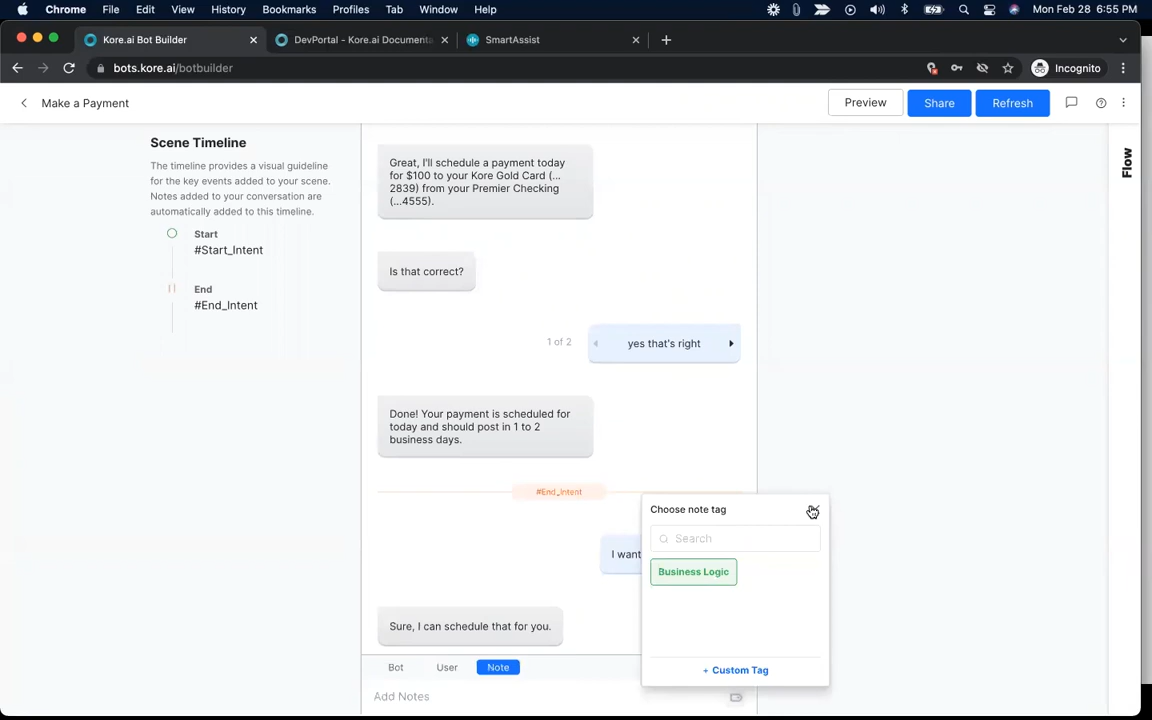 Chrome File Edit View History Bookmarks Profiles Tab Window Help Mon Feb 28 6:55 PM
Kore.ai Bot Builder DevPortal - Kore.ai Documenta SmartAssist
bots.kore.ai/botbuilder Incognito
Make a Payment Preview Share Refresh
Scene Timeline
The timeline provides a visual guideline
for the key events added to your scene.
Notes added to your conversation are
automatically added to this timeline.
Start
#Start_Intent
End
#End_Intent
Great, I'll schedule a payment today
for $100 to your Kore Gold Card (...
2839) from your Premier Checking
(...4555).
Is that correct?
1 of 2 yes that's right
Done! Your payment is scheduled for
today and should post in 1 to 2
business days.
#End_Intent
I want
Sure, I can schedule that for you.
Choose note tag
Search
Business Logic
+ Custom Tag
Bot User Note
Add Notes
Flow